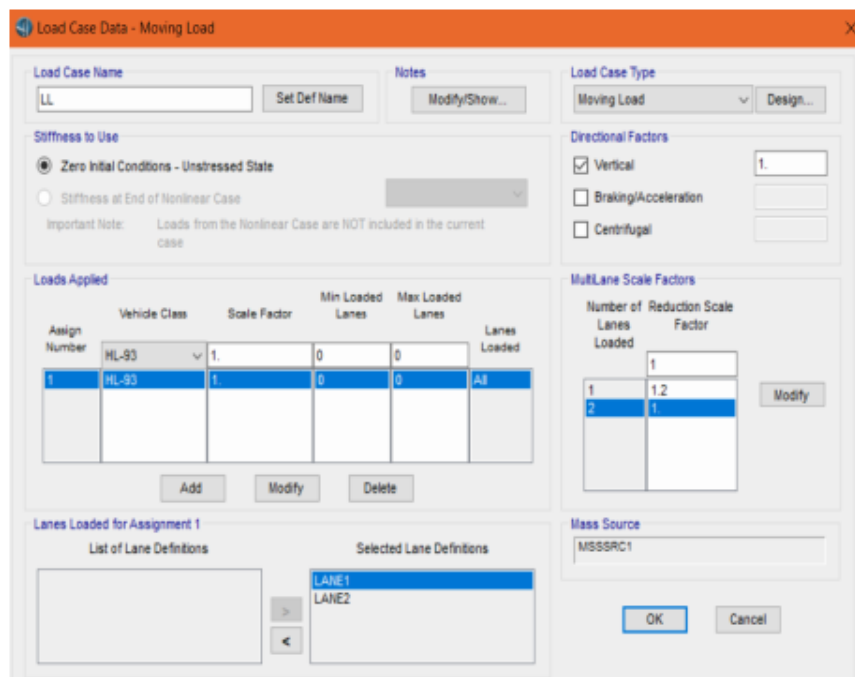 Load Case Data - Moving Load
Load Case Name
LL
Set Def Name
Notes
Modify/Show...
Load Case Type
Moving Load
Design...
Stiffness to Use
Zero Initial Conditions - Unstressed State
Stiffness at End of Nonlinear Case
Important Note: Loads from the Nonlinear Case are NOT included in the current
case
Directional Factors
Vertical
1.
Braking/Acceleration
Centrifugal
Loads Applied
Assign
Number
Vehicle Class
Scale Factor
Min Loaded
Lanes
Max Loaded
Lanes
Lanes
Loaded
HL-93 1. 0 0
1 HL-93 1. 0 0 All
Add
Modify
Delete
MultiLane Scale Factors
Number of
Lanes
Loaded
Reduction Scale
Factor
1
1 1.2
2 1.
Modify
Lanes Loaded for Assignment 1
List of Lane Definitions
Selected Lane Definitions
LANE1
LANE2
>
<
Mass Source
MSSSRC1
OK
Cancel